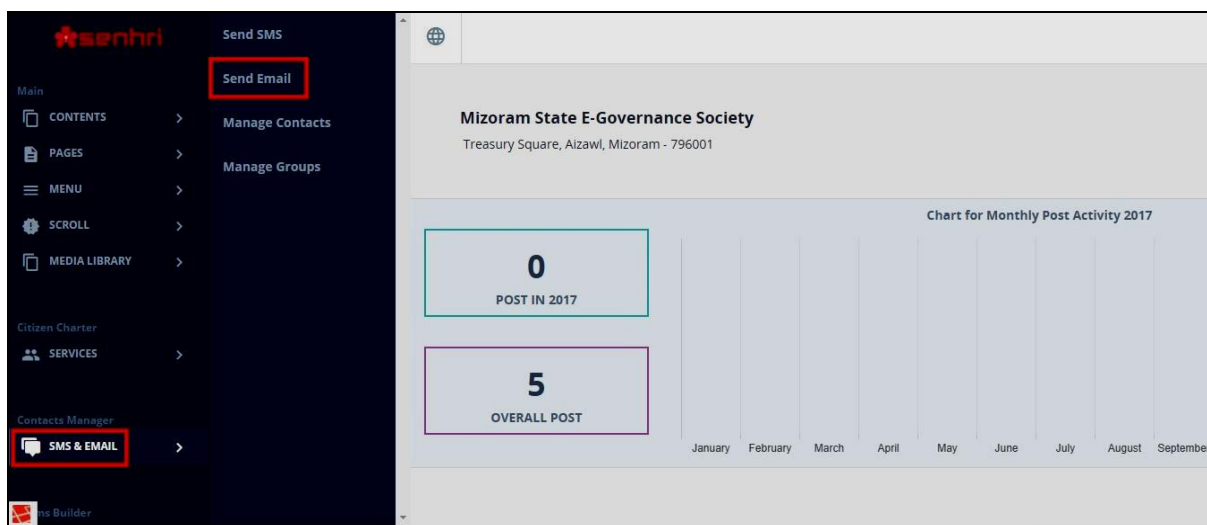 senhri
Main
CONTENTS
PAGES
MENU
SCROLL
MEDIA LIBRARY
Citizen Charter
SERVICES
Contacts Manager
SMS & EMAIL
ms Builder
Send SMS
Send Email
Manage Contacts
Manage Groups
Mizoram State E-Governance Society
Treasury Square, Aizawl, Mizoram - 796001
0
POST IN 2017
5
OVERALL POST
Chart for Monthly Post Activity 2017
January February March April May June July August September